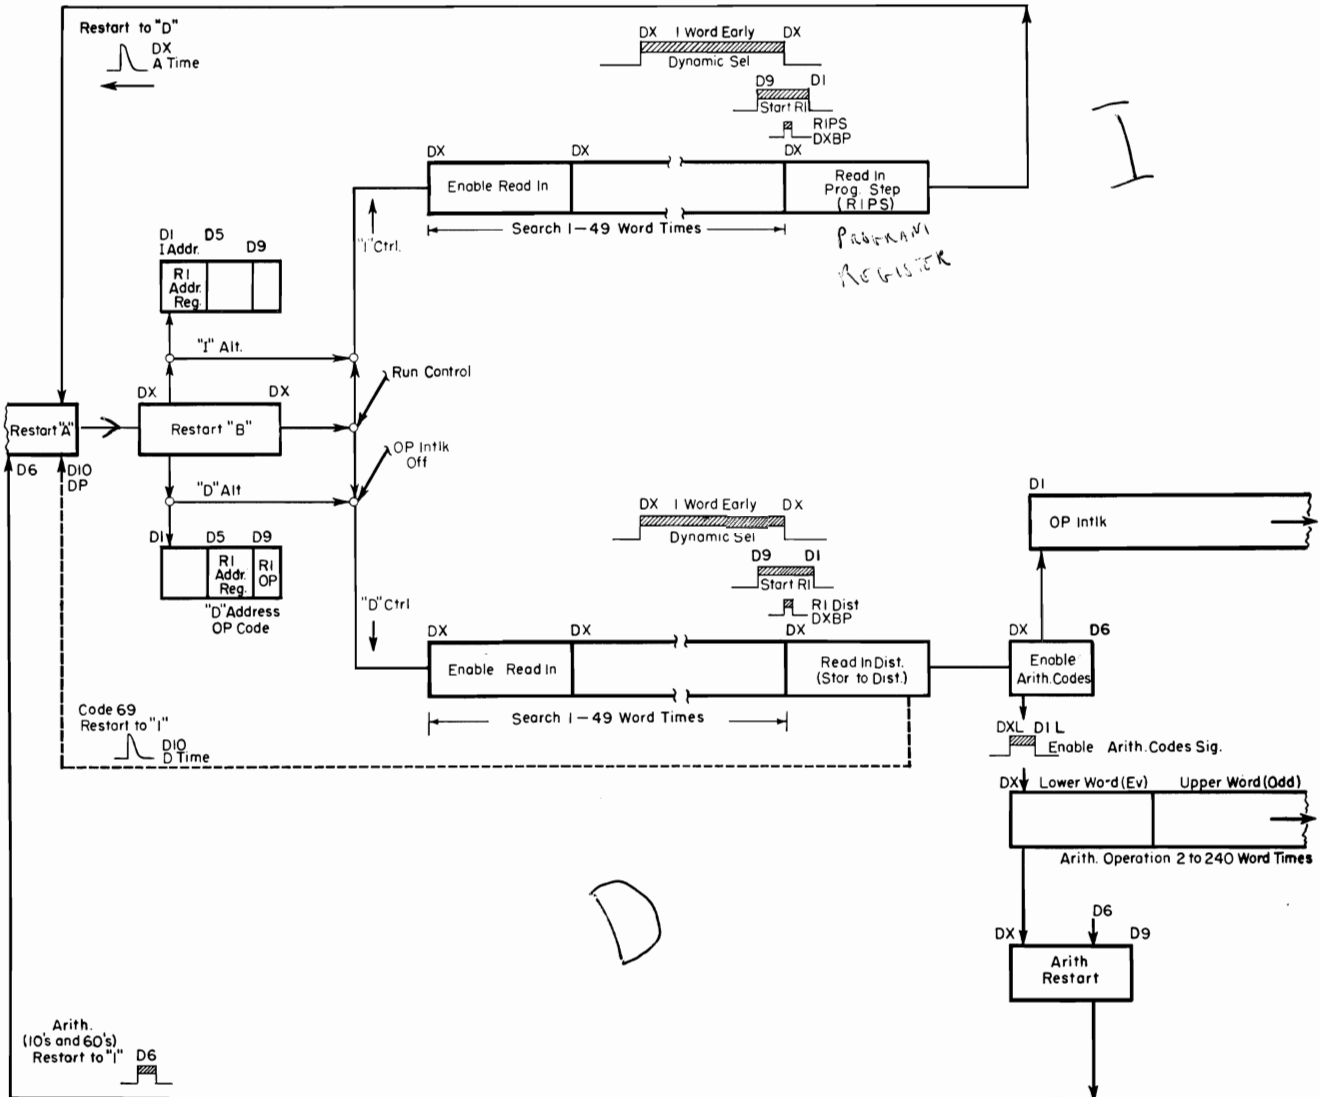 Restart to "D"
DX
A Time
DX 1 Word Early DX
Dynamic Sel
D9 D1
Start RI
RIPS
DXBP
I
DX DX DX
Enable Read In
Read In
Prog. Step
(RIPS)
Search 1–49 Word Times
PROGRAM
REGISTER
"I" Ctrl.
D1 D5 D9
I Addr.
RI
Addr.
Reg.
"I" Alt.
Run Control
DX DX
Restart "A"
Restart "B"
D6
D10
DP
OP Intlk
Off
"D" Alt
D1 D5 D9
RI
Addr.
Reg.
RI
OP
"D" Address
OP Code
DX 1 Word Early DX
Dynamic Sel
D9 D1
Start RI
RI Dist
DXBP
"D" Ctrl
DX DX DX
Enable Read In
Read In Dist.
(Stor to Dist.)
Search 1–49 Word Times
D1
OP Intlk
DX D6
Enable
Arith. Codes
DXL D1L
Enable Arith. Codes Sig.
Code 69
Restart to "I"
D10
D Time
DX Lower Word (Ev) Upper Word (Odd)
Arith. Operation 2 to 240 Word Times
D
D6
DX D9
Arith
Restart
Arith.
(10's and 60's)
Restart to "I" D6